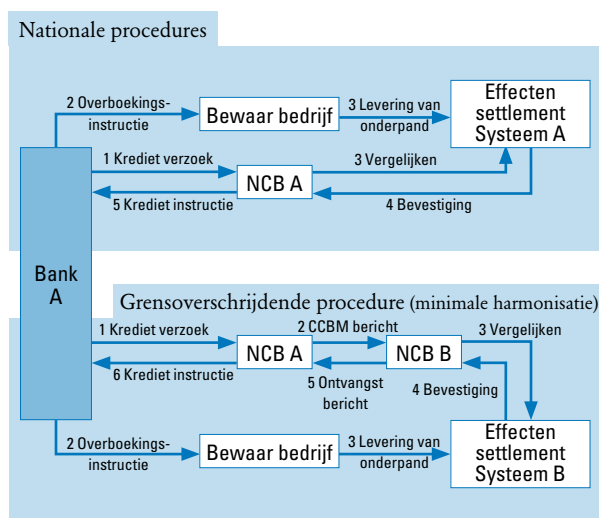 Nationale procedures
2 Overboekings-
instructie
Bewaar bedrijf
3 Levering van
onderpand
Effecten
settlement
Systeem A
1 Krediet verzoek
NCB A
3 Vergelijken
5 Krediet instructie
4 Bevestiging
Bank
A
Grensoverschrijdende procedure (minimale harmonisatie)
1 Krediet verzoek
NCB A
2 CCBM bericht
NCB B
3 Vergelijken
6 Krediet instructie
5 Ontvangst
bericht
4 Bevestiging
2 Overboekings-
instructie
Bewaar bedrijf
3 Levering van
onderpand
Effecten
settlement
Systeem B